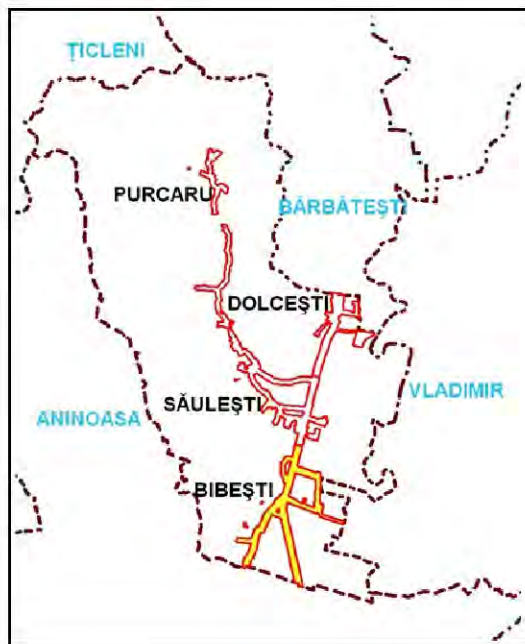 ȚICLENI
PURCARU
BĂRBĂTEȘTI
DOLCEȘTI
ANINOASA
SĂULEȘTI
VLADIMIR
BIBEȘTI